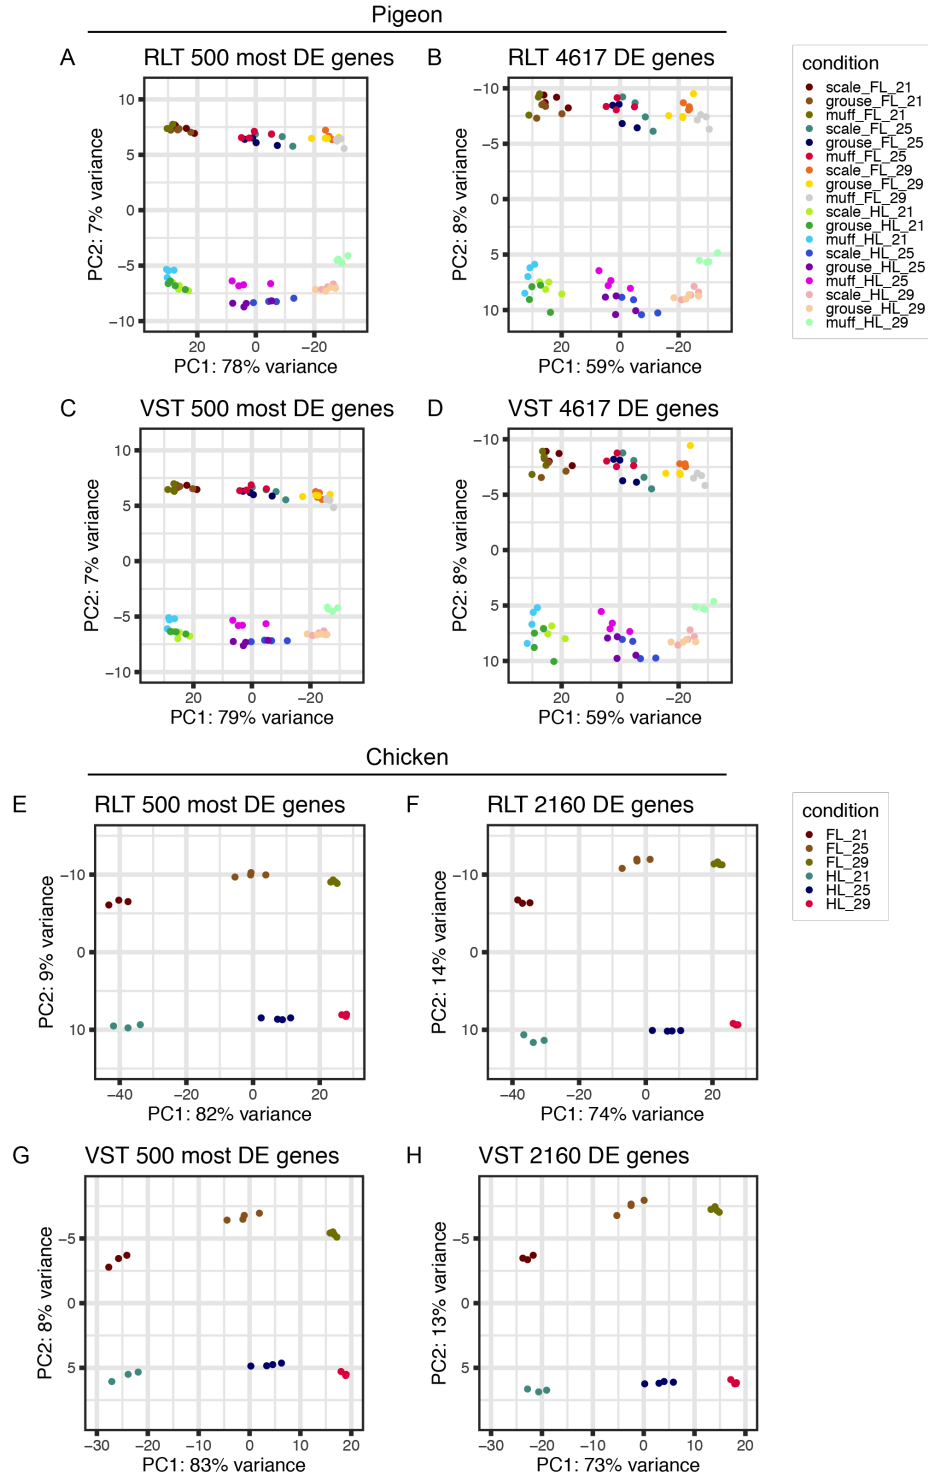 Pigeon
A RLT 500 most DE genes
10
5
0
−5
−10
PC2: 7% variance
20 0 −20
PC1: 78% variance
B RLT 4617 DE genes
−10
−5
0
5
10
PC2: 8% variance
20 0 −20
PC1: 59% variance
condition
scale_FL_21
grouse_FL_21
muff_FL_21
scale_FL_25
grouse_FL_25
muff_FL_25
scale_FL_29
grouse_FL_29
muff_FL_29
scale_HL_21
grouse_HL_21
muff_HL_21
scale_HL_25
grouse_HL_25
muff_HL_25
scale_HL_29
grouse_HL_29
muff_HL_29
C VST 500 most DE genes
10
5
0
−5
−10
PC2: 7% variance
20 0 −20
PC1: 79% variance
D VST 4617 DE genes
−10
−5
0
5
10
PC2: 8% variance
20 0 −20
PC1: 59% variance
Chicken
E RLT 500 most DE genes
−10
0
10
PC2: 9% variance
−40 −20 0 20
PC1: 82% variance
F RLT 2160 DE genes
−10
0
10
PC2: 14% variance
−40 −20 0 20
PC1: 74% variance
condition
FL_21
FL_25
FL_29
HL_21
HL_25
HL_29
G VST 500 most DE genes
−5
0
5
PC2: 8% variance
−30 −20 −10 0 10 20
PC1: 83% variance
H VST 2160 DE genes
−5
0
5
PC2: 13% variance
−30 −20 −10 0 10 20
PC1: 73% variance